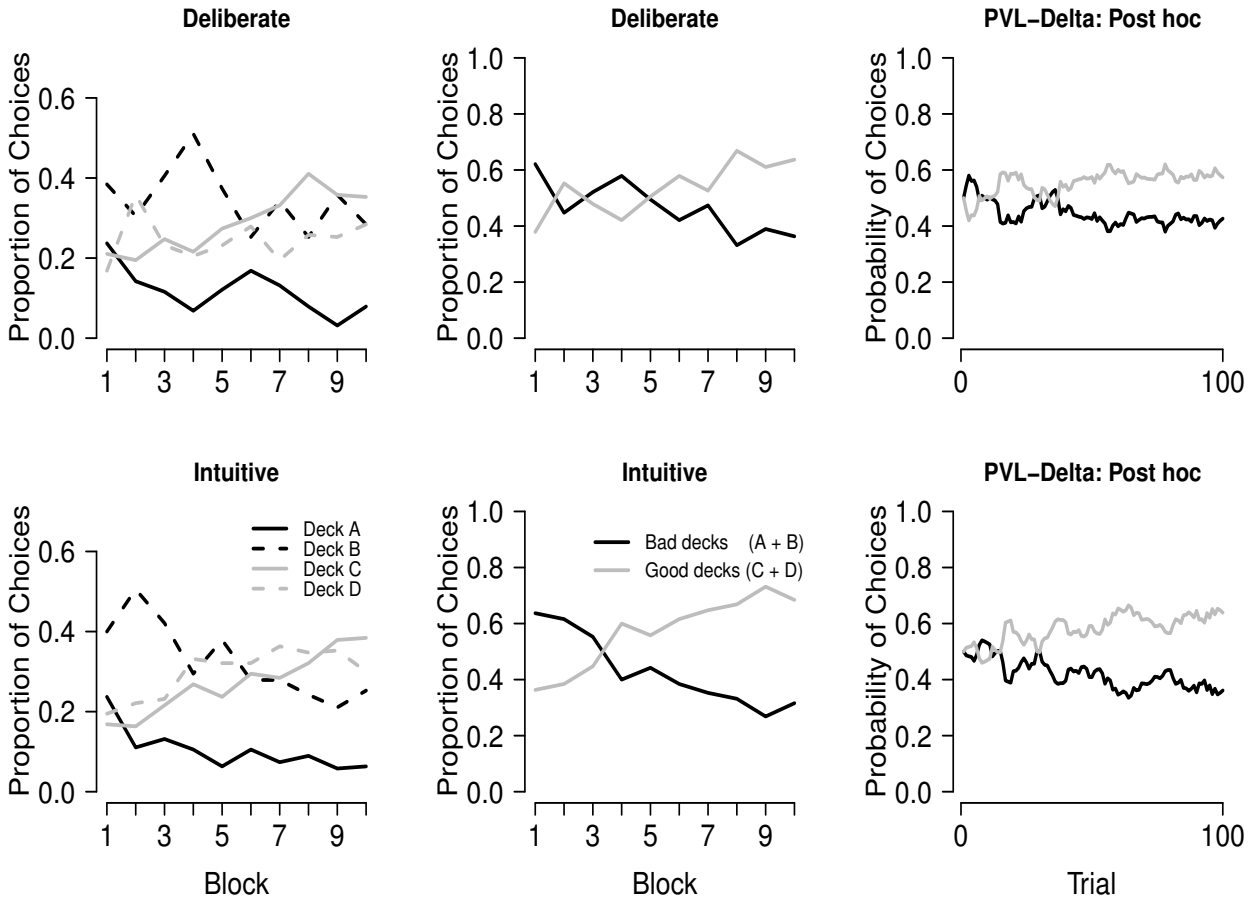 Deliberate
Proportion of Choices
0.6
0.4
0.2
0.0
1 3 5 7 9
Deliberate
Proportion of Choices
1.0
0.8
0.6
0.4
0.2
0.0
1 3 5 7 9
PVL−Delta: Post hoc
Probability of Choices
1.0
0.8
0.6
0.4
0.2
0.0
0 100
Intuitive
Proportion of Choices
0.6
0.4
0.2
0.0
Deck A
Deck B
Deck C
Deck D
1 3 5 7 9
Block
Intuitive
Proportion of Choices
1.0
0.8
0.6
0.4
0.2
0.0
Bad decks (A + B)
Good decks (C + D)
1 3 5 7 9
Block
PVL−Delta: Post hoc
Probability of Choices
1.0
0.8
0.6
0.4
0.2
0.0
0 100
Trial